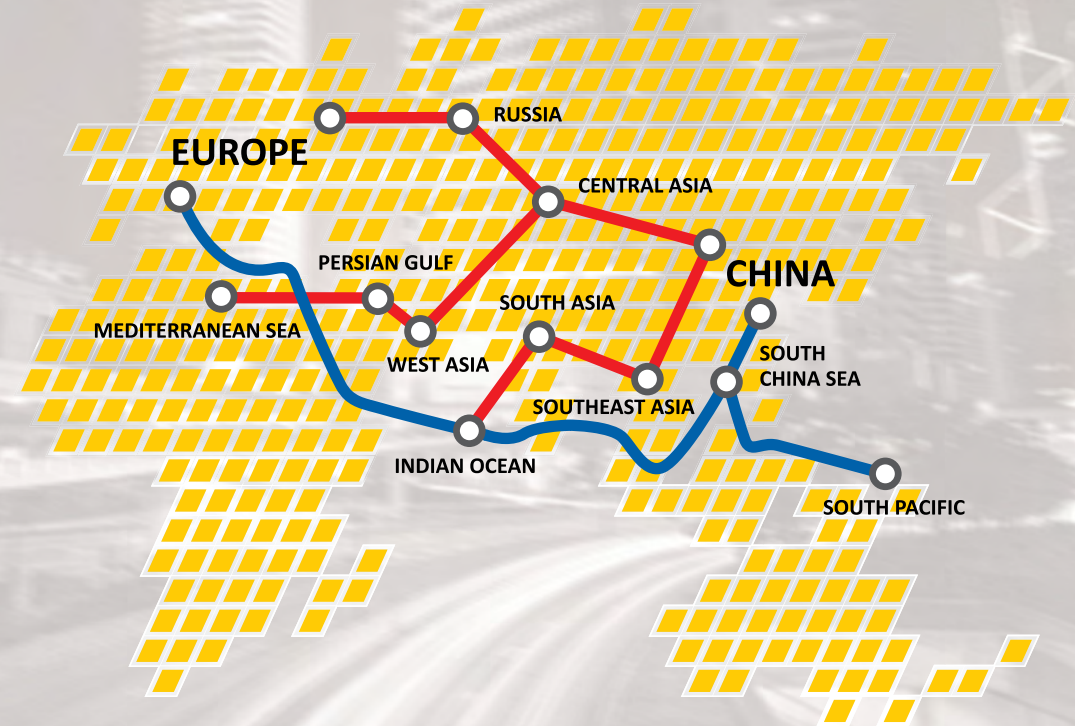 RUSSIA
EUROPE
CENTRAL ASIA
PERSIAN GULF
CHINA
SOUTH ASIA
MEDITERRANEAN SEA
WEST ASIA
SOUTH
CHINA SEA
SOUTHEAST ASIA
INDIAN OCEAN
SOUTH PACIFIC